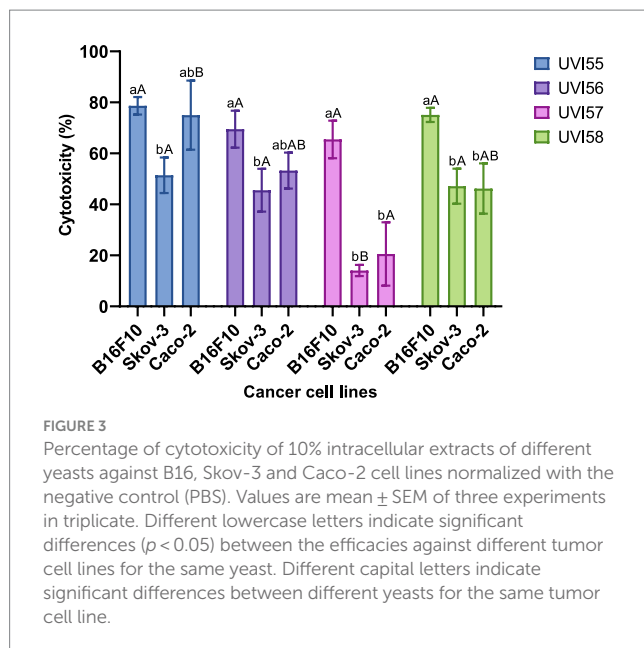 100
80
60
40
20
0
Cytotoxicity (%)
aA
bA
abB
aA
bA
abAB
aA
bB
bA
aA
bA
bAB
B16F10
Skov-3
Caco-2
B16F10
Skov-3
Caco-2
B16F10
Skov-3
Caco-2
B16F10
Skov-3
Caco-2
Cancer cell lines
UVI55
UVI56
UVI57
UVI58
FIGURE 3
Percentage of cytotoxicity of 10% intracellular extracts of different
yeasts against B16, Skov-3 and Caco-2 cell lines normalized with the
negative control (PBS). Values are mean ± SEM of three experiments
in triplicate. Different lowercase letters indicate significant
differences (p < 0.05) between the efficacies against different tumor
cell lines for the same yeast. Different capital letters indicate
significant differences between different yeasts for the same tumor
cell line.